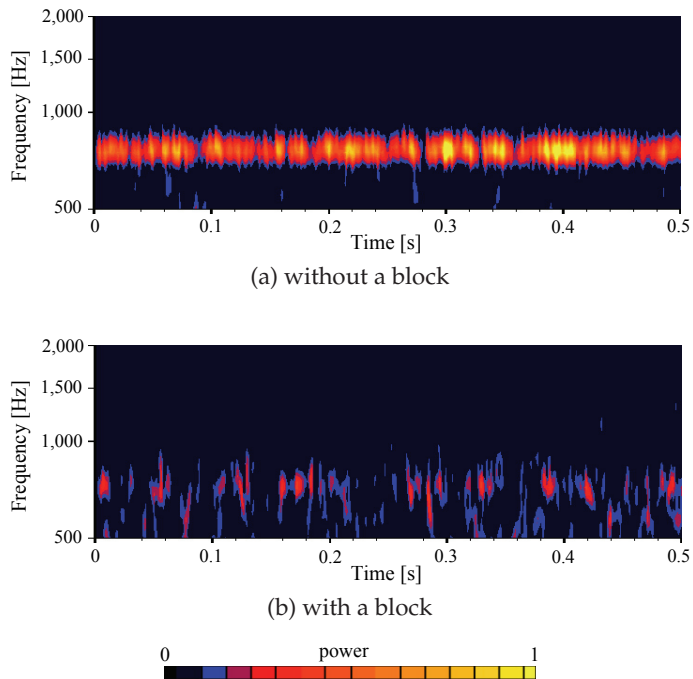 2,000
1,500
1,000
500
Frequency [Hz]
0 0.1 0.2 0.3 0.4 0.5
Time [s]
(a) without a block
2,000
1,500
1,000
500
Frequency [Hz]
0 0.1 0.2 0.3 0.4 0.5
Time [s]
(b) with a block
0 power 1